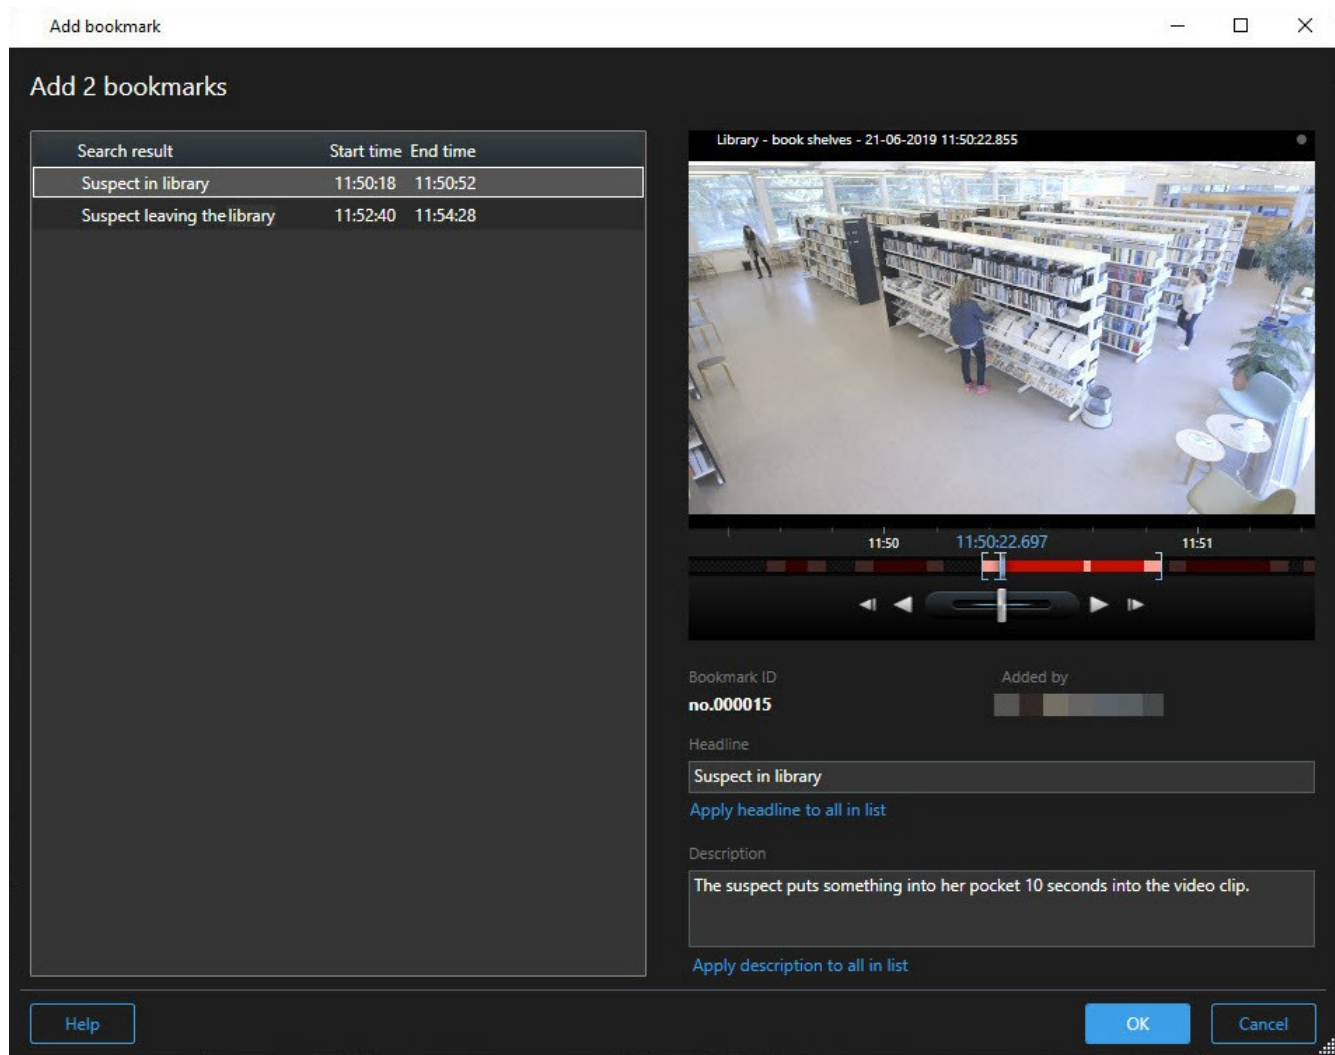 Add bookmark
Add 2 bookmarks
Search result Start time End time
Suspect in library 11:50:18 11:50:52
Suspect leaving the library 11:52:40 11:54:28
Library - book shelves - 21-06-2019 11:50:22.855
11:50 11:50:22.697 11:51
Bookmark ID Added by
no.000015
Headline
Suspect in library
Apply headline to all in list
Description
The suspect puts something into her pocket 10 seconds into the video clip.
Apply description to all in list
Help OK Cancel